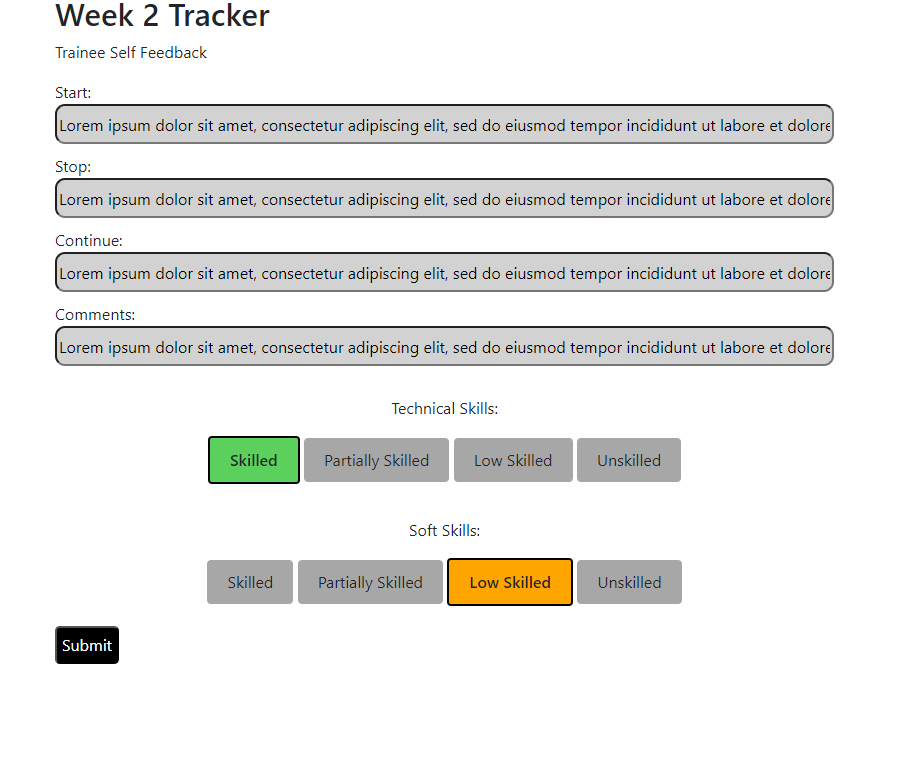 Week 2 Tracker
Trainee Self Feedback
Start:
Lorem ipsum dolor sit amet, consectetur adipiscing elit, sed do eiusmod tempor incididunt ut labore et dolore
Stop:
Lorem ipsum dolor sit amet, consectetur adipiscing elit, sed do eiusmod tempor incididunt ut labore et dolore
Continue:
Lorem ipsum dolor sit amet, consectetur adipiscing elit, sed do eiusmod tempor incididunt ut labore et dolore
Comments:
Lorem ipsum dolor sit amet, consectetur adipiscing elit, sed do eiusmod tempor incididunt ut labore et dolore
Technical Skills:
Skilled Partially Skilled Low Skilled Unskilled
Soft Skills:
Skilled Partially Skilled Low Skilled Unskilled
Submit